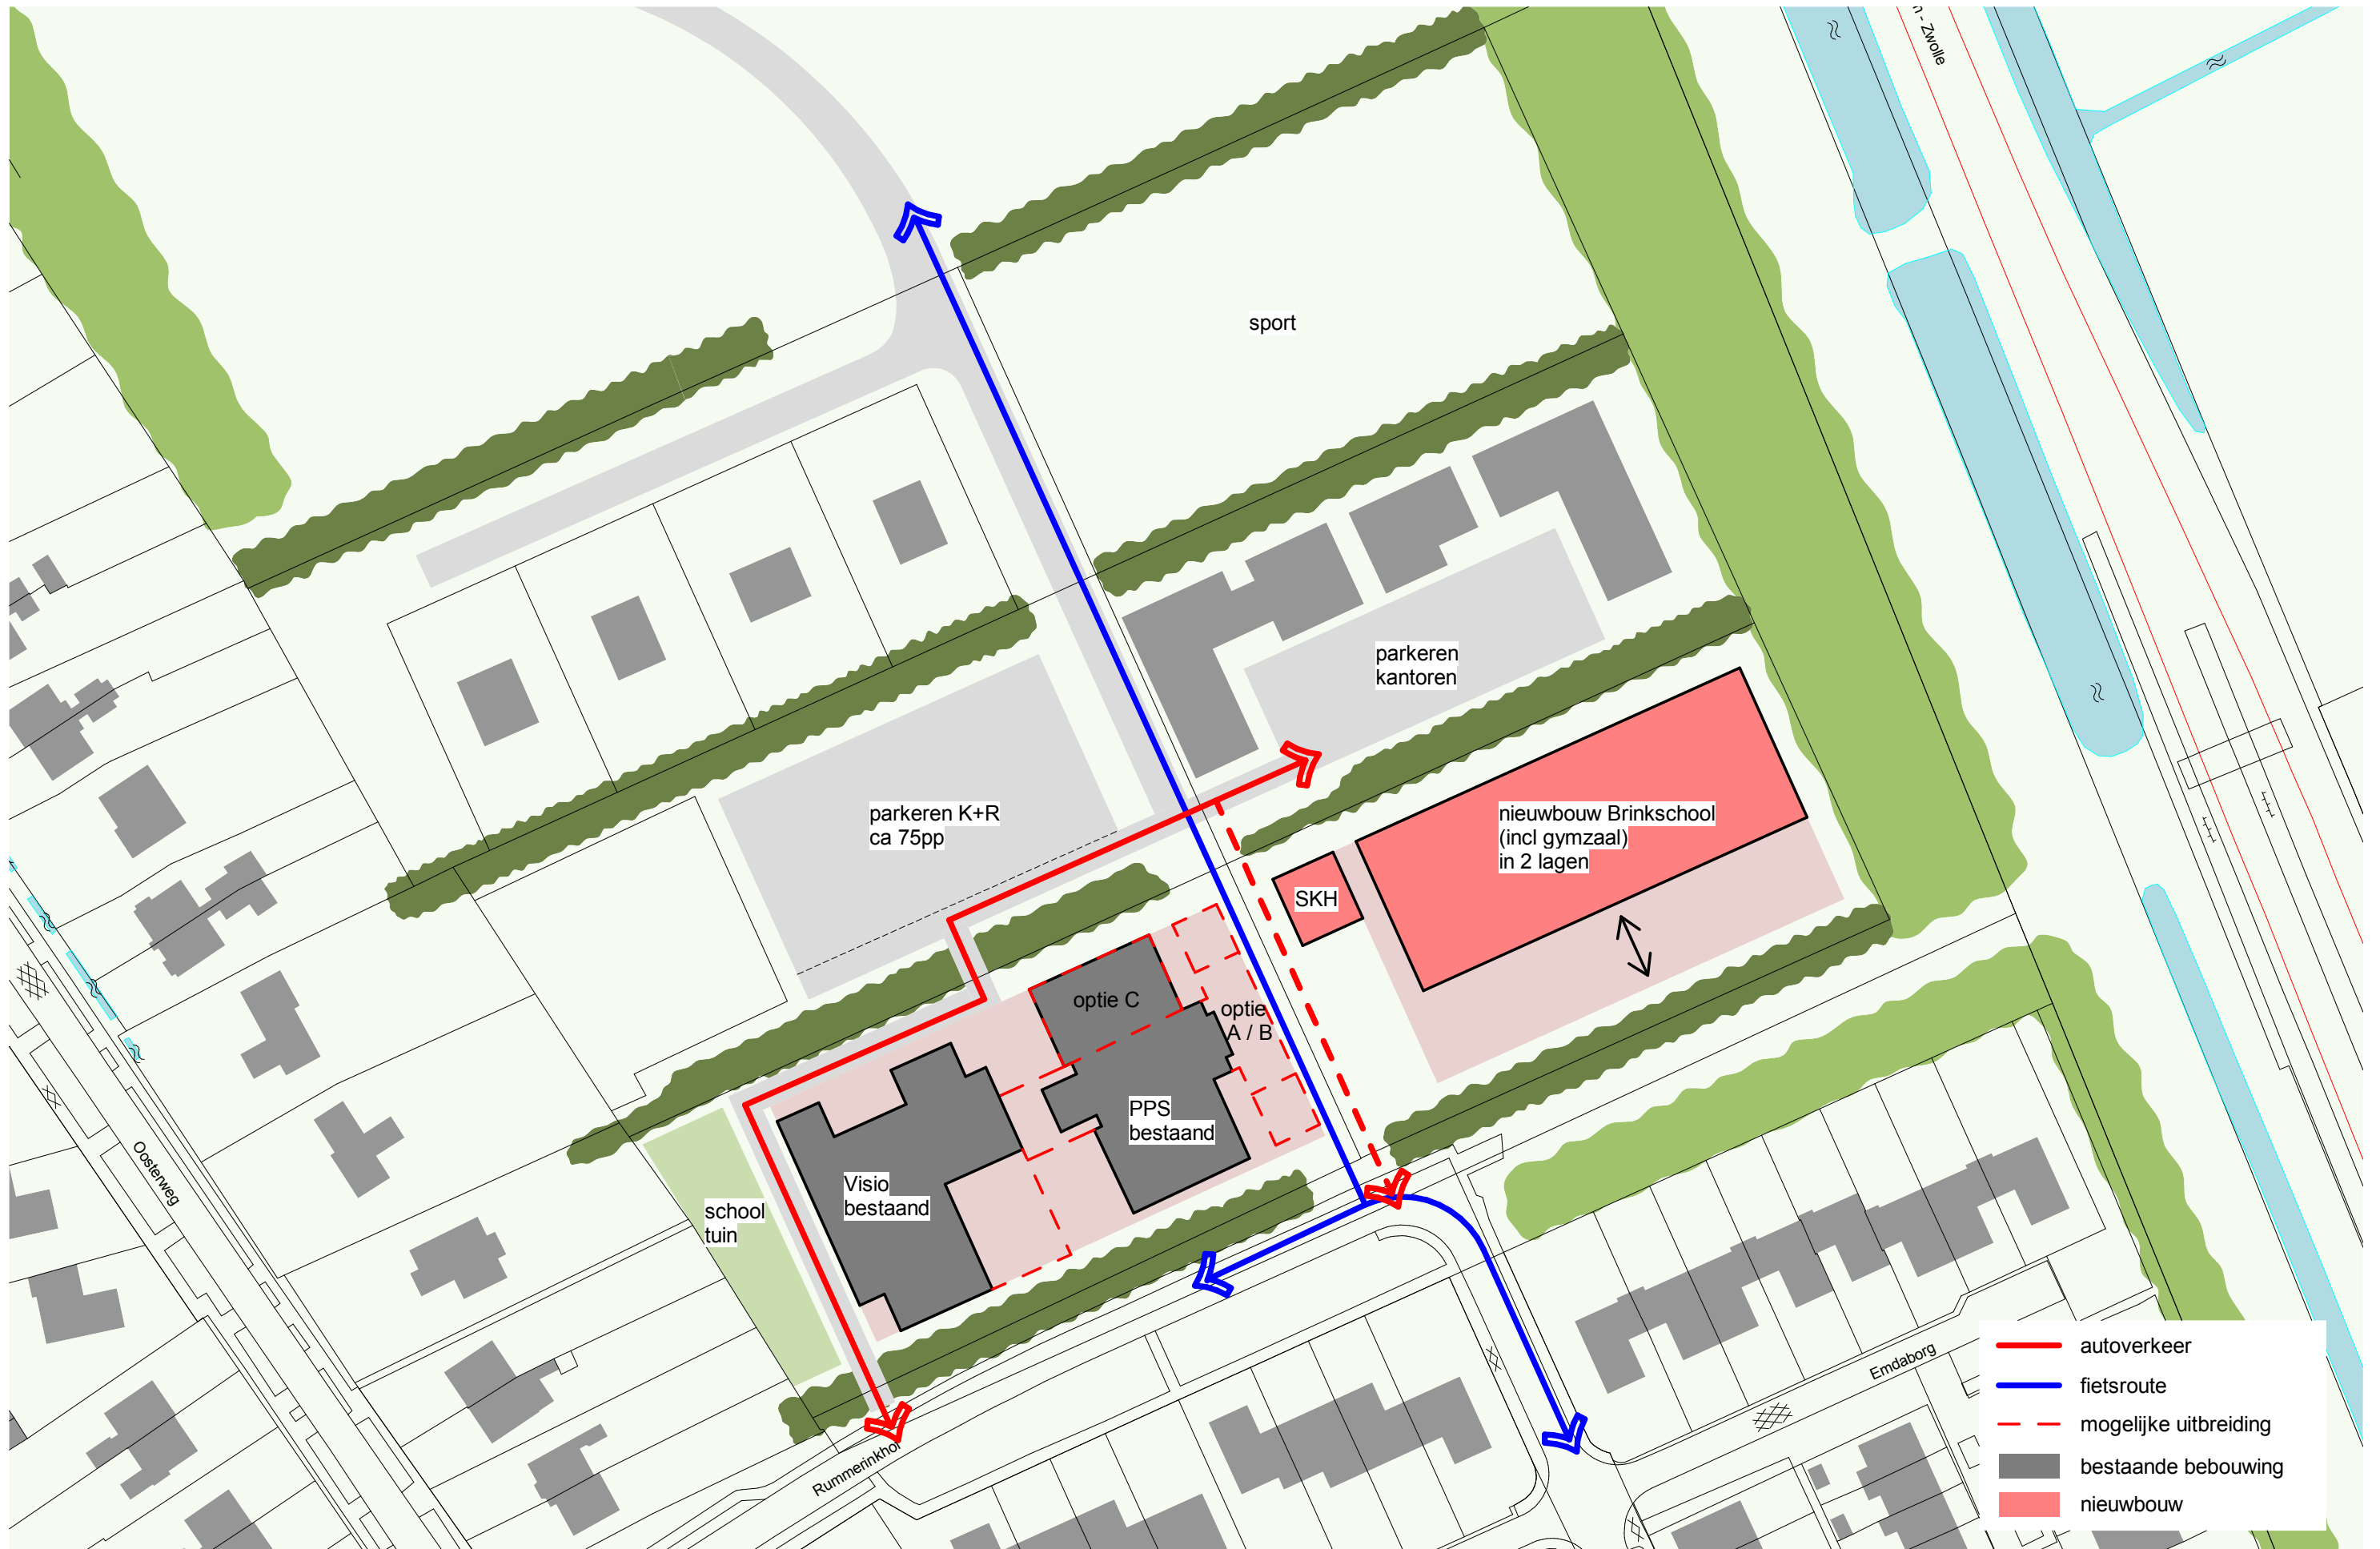 - Zwolle
sport
parkeren
kantoren
parkeren K+R
ca 75pp
nieuwbouw Brinkschool
(incl gymzaal)
in 2 lagen
SKH
optie C
optie
A / B
PPS
bestaand
Visio
bestaand
school
tuin
Oosterweg
Rummerinkhof
Emdaborg
autoverkeer
fietsroute
mogelijke uitbreiding
bestaande bebouwing
nieuwbouw